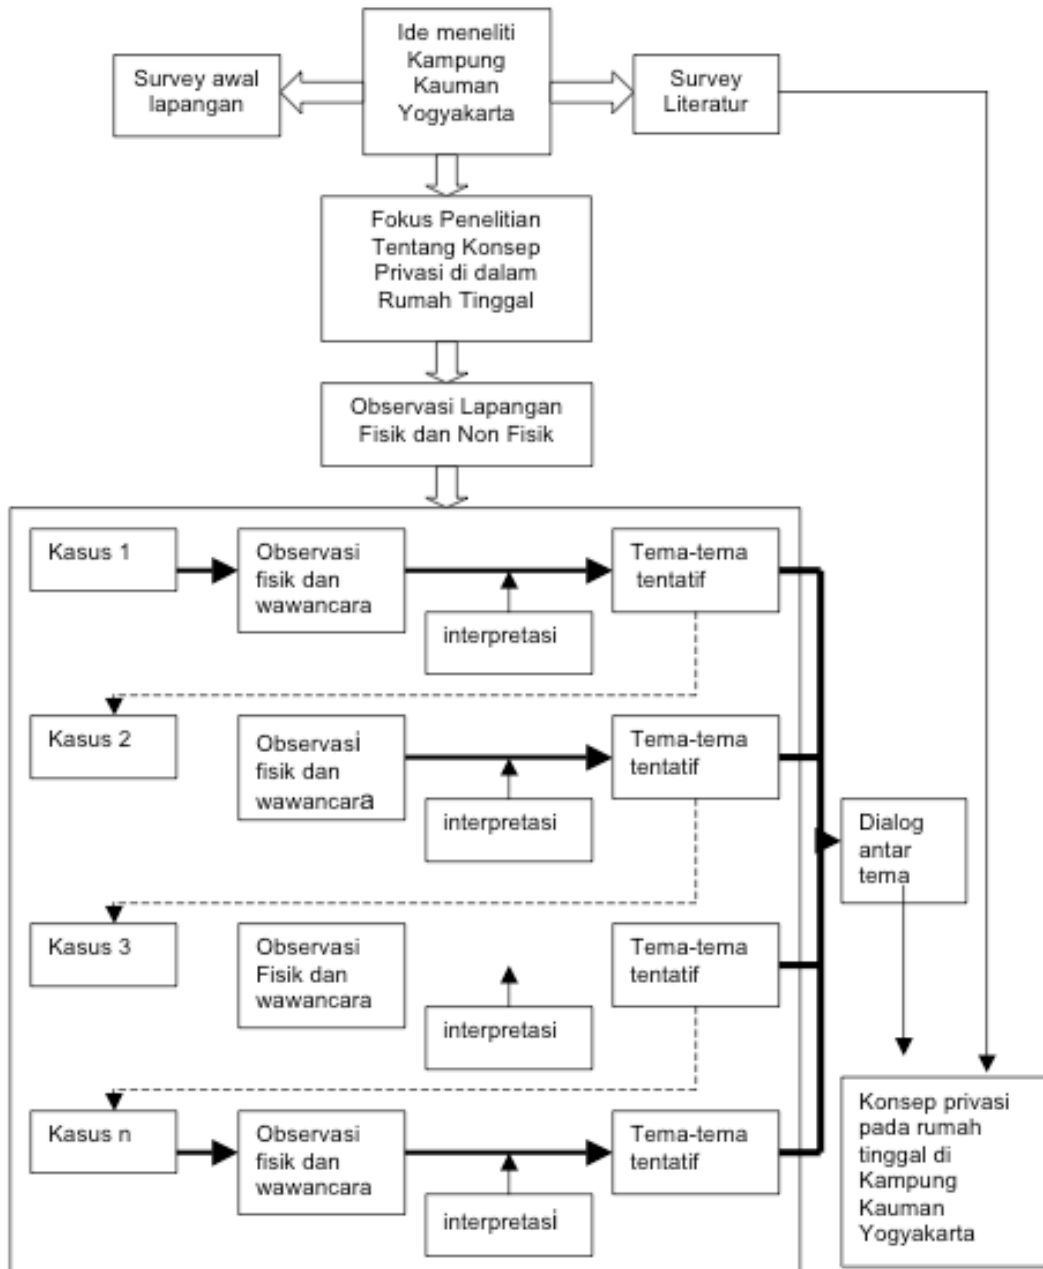 Ide meneliti
Kampung
Kauman
Yogyakarta
Survey awal
lapangan
Survey
Literatur
Fokus Penelitian
Tentang Konsep
Privasi di dalam
Rumah Tinggal
Observasi Lapangan
Fisik dan Non Fisik
Kasus 1
Observasi
fisik dan
wawancara
interpretasi
Tema-tema
tentatif
Kasus 2
Observasi
fisik dan
wawancara
interpretasi
Tema-tema
tentatif
Kasus 3
Observasi
Fisik dan
wawancara
interpretasi
Tema-tema
tentatif
Kasus n
Observasi
fisik dan
wawancara
interpretasi
Tema-tema
tentatif
Dialog
antar
tema
Konsep privasi
pada rumah
tinggal di
Kampung
Kauman
Yogyakarta